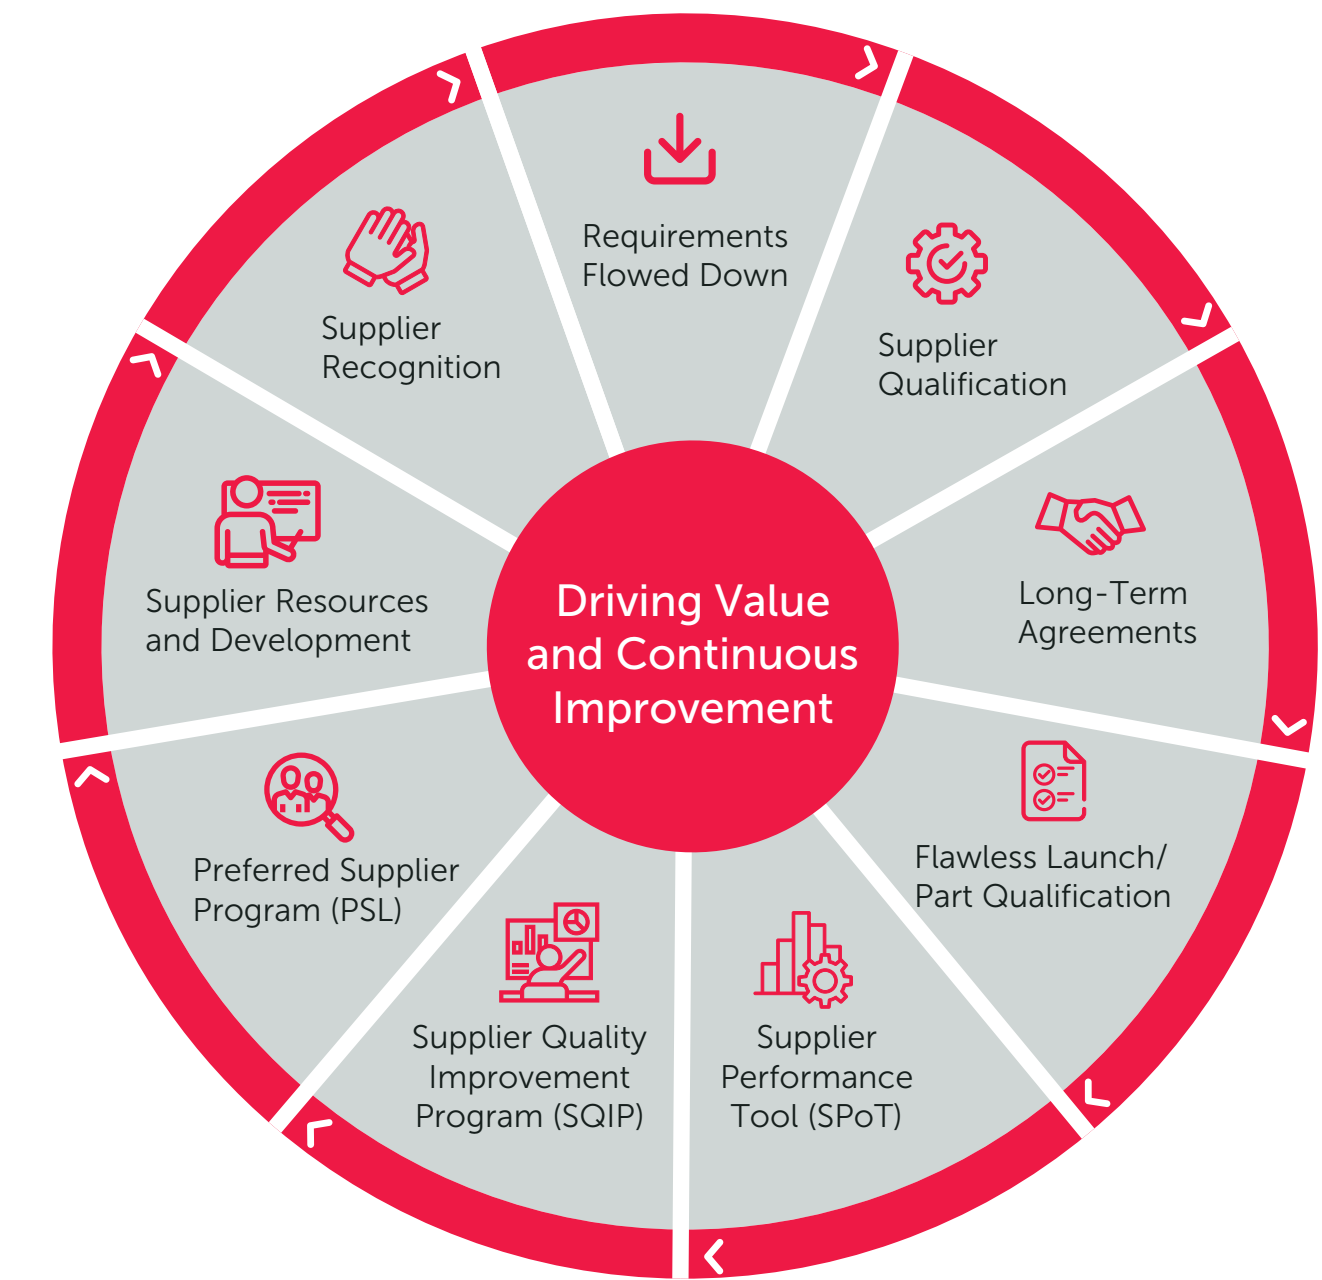 Requirements
Flowed Down
Supplier
Qualification
Long-Term
Agreements
Flawless Launch/
Part Qualification
Supplier
Performance
Tool (SPoT)
Supplier Quality
Improvement
Program (SQIP)
Preferred Supplier
Program (PSL)
Supplier Resources
and Development
Supplier
Recognition
Driving Value
and Continuous
Improvement